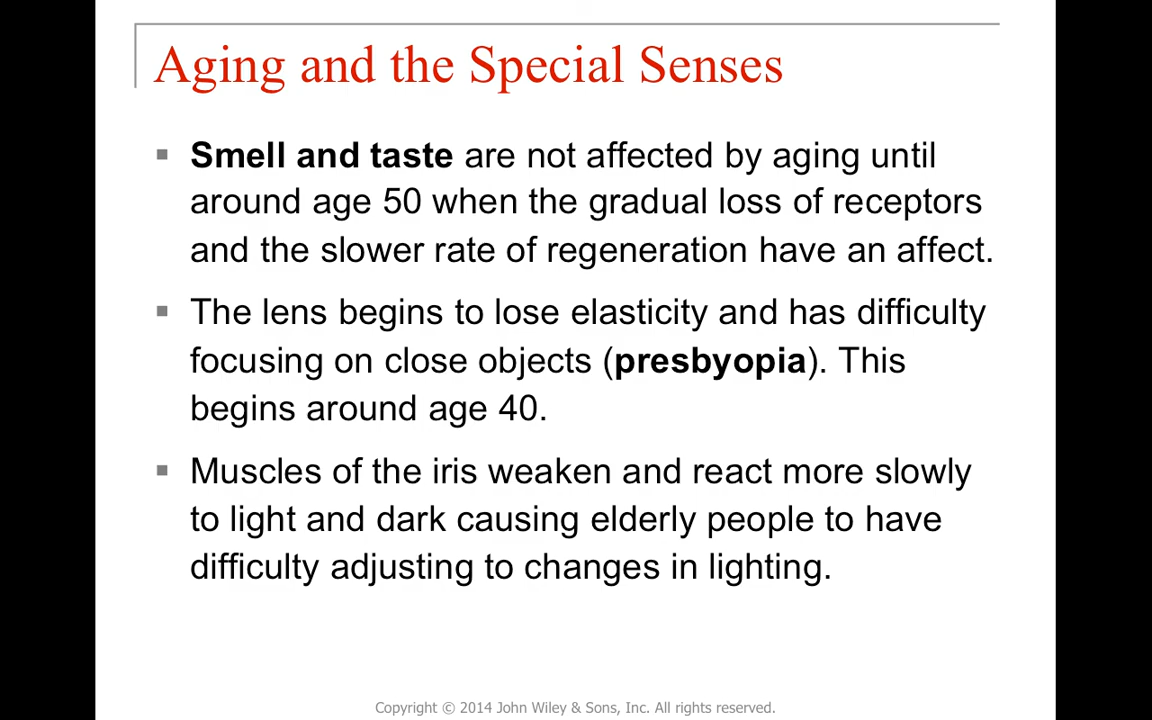 Aging and the Special Senses
▪ Smell and taste are not affected by aging until
around age 50 when the gradual loss of receptors
and the slower rate of regeneration have an affect.
▪ The lens begins to lose elasticity and has difficulty
focusing on close objects (presbyopia). This
begins around age 40.
▪ Muscles of the iris weaken and react more slowly
to light and dark causing elderly people to have
difficulty adjusting to changes in lighting.
Copyright © 2014 John Wiley & Sons, Inc. All rights reserved.